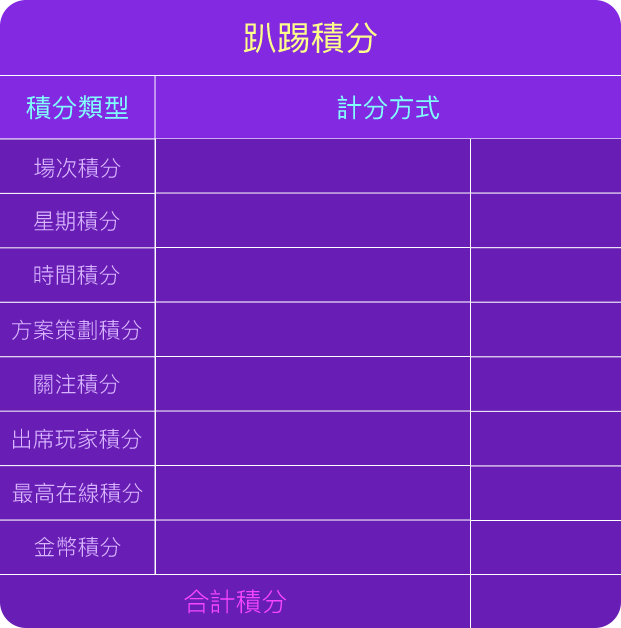 趴踢積分
積分類型 計分方式
場次積分
星期積分
時間積分
方案策劃積分
關注積分
出席玩家積分
最高在線積分
金幣積分
合計積分